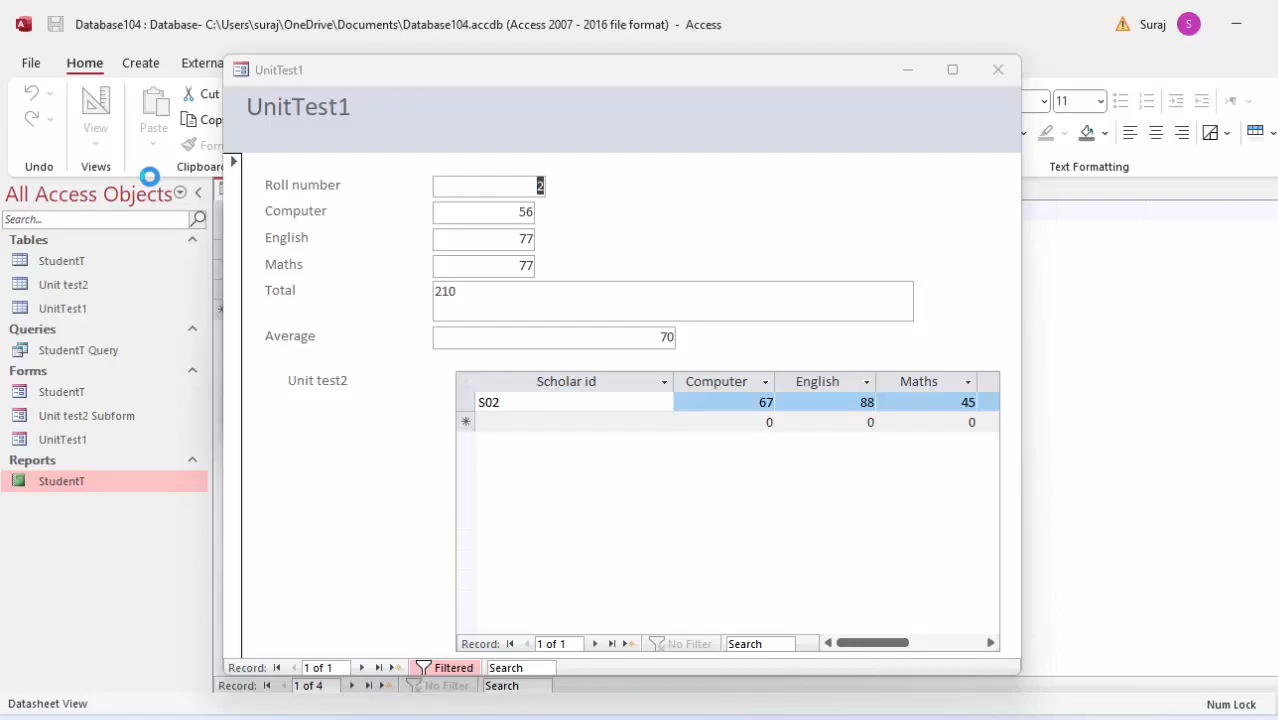 Database104 : Database- C:\Users\suraj\OneDrive\Documents\Database104.accdb (Access 2007 - 2016 file format) - Access
Suraj
S
File
Home
Create
Externa
UnitTest1
Cut
Cop
Form
View
Paste
11
Undo
Views
Clipboard
Text Formatting
UnitTest1
All Access Objects
Search...
Tables
StudentT
Unit test2
UnitTest1
Queries
StudentT Query
Forms
StudentT
Unit test2 Subform
UnitTest1
Reports
StudentT
Roll number 2
Computer 56
English 77
Maths 77
Total 210
Average 70
Unit test2
Scholar id Computer English Maths
S02 67 88 45
0 0 0
Record: 1 of 1 No Filter Search
Record: 1 of 1 Filtered Search
Record: 1 of 4 No Filter Search
Datasheet View
Num Lock